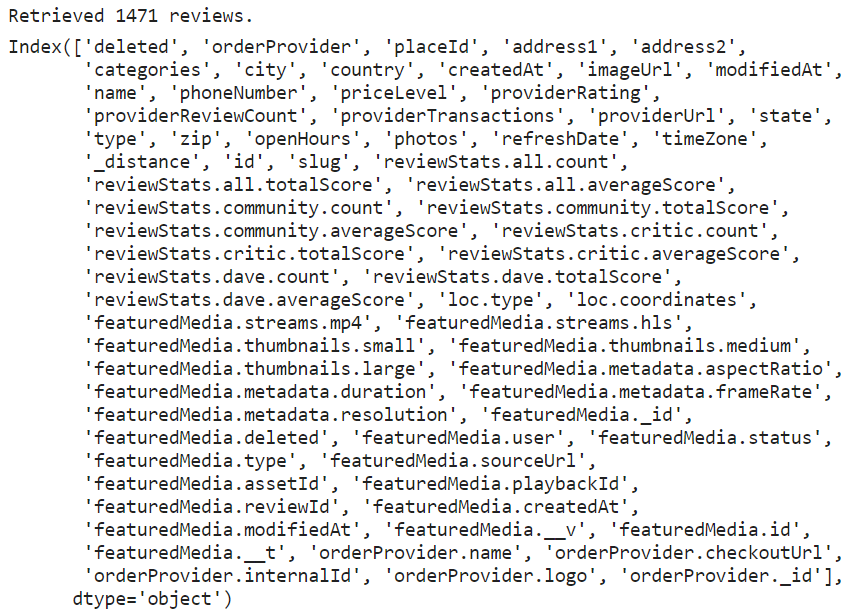 Retrieved 1471 reviews.
Index(['deleted', 'orderProvider', 'placeId', 'address1', 'address2',
'categories', 'city', 'country', 'createdAt', 'imageUrl', 'modifiedAt',
'name', 'phoneNumber', 'priceLevel', 'providerRating',
'providerReviewCount', 'providerTransactions', 'providerUrl', 'state',
'type', 'zip', 'openHours', 'photos', 'refreshDate', 'timeZone',
'_distance', 'id', 'slug', 'reviewStats.all.count',
'reviewStats.all.totalScore', 'reviewStats.all.averageScore',
'reviewStats.community.count', 'reviewStats.community.totalScore',
'reviewStats.community.averageScore', 'reviewStats.critic.count',
'reviewStats.critic.totalScore', 'reviewStats.critic.averageScore',
'reviewStats.dave.count', 'reviewStats.dave.totalScore',
'reviewStats.dave.averageScore', 'loc.type', 'loc.coordinates',
'featuredMedia.streams.mp4', 'featuredMedia.streams.hls',
'featuredMedia.thumbnails.small', 'featuredMedia.thumbnails.medium',
'featuredMedia.thumbnails.large', 'featuredMedia.metadata.aspectRatio',
'featuredMedia.metadata.duration', 'featuredMedia.metadata.frameRate',
'featuredMedia.metadata.resolution', 'featuredMedia._id',
'featuredMedia.deleted', 'featuredMedia.user', 'featuredMedia.status',
'featuredMedia.type', 'featuredMedia.sourceUrl',
'featuredMedia.assetId', 'featuredMedia.playbackId',
'featuredMedia.reviewId', 'featuredMedia.createdAt',
'featuredMedia.modifiedAt', 'featuredMedia.__v', 'featuredMedia.id',
'featuredMedia.__t', 'orderProvider.name', 'orderProvider.checkoutUrl',
'orderProvider.internalId', 'orderProvider.logo', 'orderProvider._id'],
dtype='object')